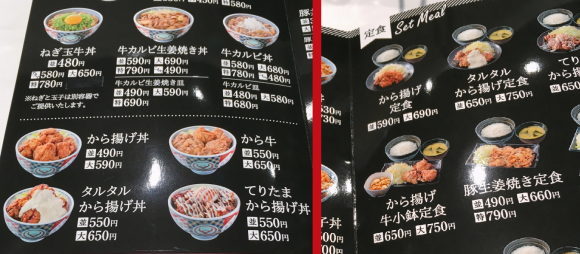 580円
ねぎ玉牛丼
並480円
大650円
580円
特780円
※ねぎと玉子は別容器で
ご提供いたします。
牛カルビ生姜焼き丼
並590円 大690円
特790円 490円
牛カルビ生姜焼き皿
並490円 大590円
特690円
牛カルビ丼
並580円 大680円
特780円 480円
牛カルビ皿
並480円 大580円
特680円
から揚げ丼
並490円
大590円
から牛
並550円
大650円
タルタル
から揚げ丼
並550円
大650円
てりたま
から揚げ丼
並550円
大650円
定食
Set Meal
から揚げ
定食
並590円 大690円
タルタル
から揚げ定食
並650円 大750円
から揚げ
牛小鉢定食
並650円 大750円
豚生姜焼き定食
並490円 大660円
特790円